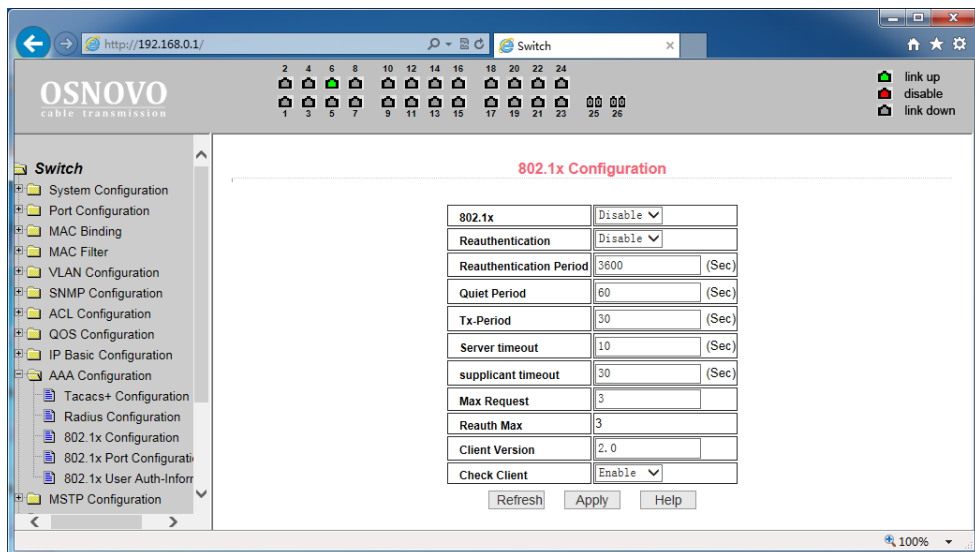 http://192.168.0.1/
Switch
OSNOVO
cable transmission
2 4 6 8 10 12 14 16 18 20 22 24
1 3 5 7 9 11 13 15 17 19 21 23 25 26
link up
disable
link down
Switch
System Configuration
Port Configuration
MAC Binding
MAC Filter
VLAN Configuration
SNMP Configuration
ACL Configuration
QOS Configuration
IP Basic Configuration
AAA Configuration
Tacacs+ Configuration
Radius Configuration
802.1x Configuration
802.1x Port Configurati
802.1x User Auth-Inforr
MSTP Configuration
802.1x Configuration
802.1x Disable
Reauthentication Disable
Reauthentication Period 3600 (Sec)
Quiet Period 60 (Sec)
Tx-Period 30 (Sec)
Server timeout 10 (Sec)
supplicant timeout 30 (Sec)
Max Request 3
Reauth Max 3
Client Version 2.0
Check Client Enable
Refresh Apply Help
100%